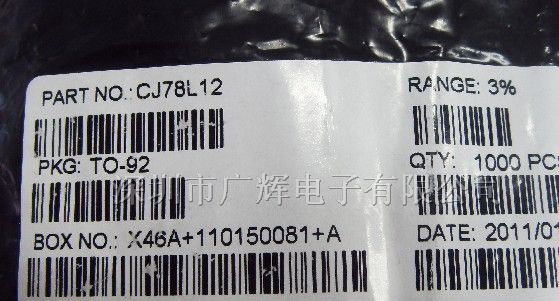 PART NO.: CJ78L12
RANGE: 3%
PKG: TO-92
QTY: 1000 PCS
深圳市广辉电子有限公司
BOX NO.: X46A+110150081+A
DATE: 2011/01